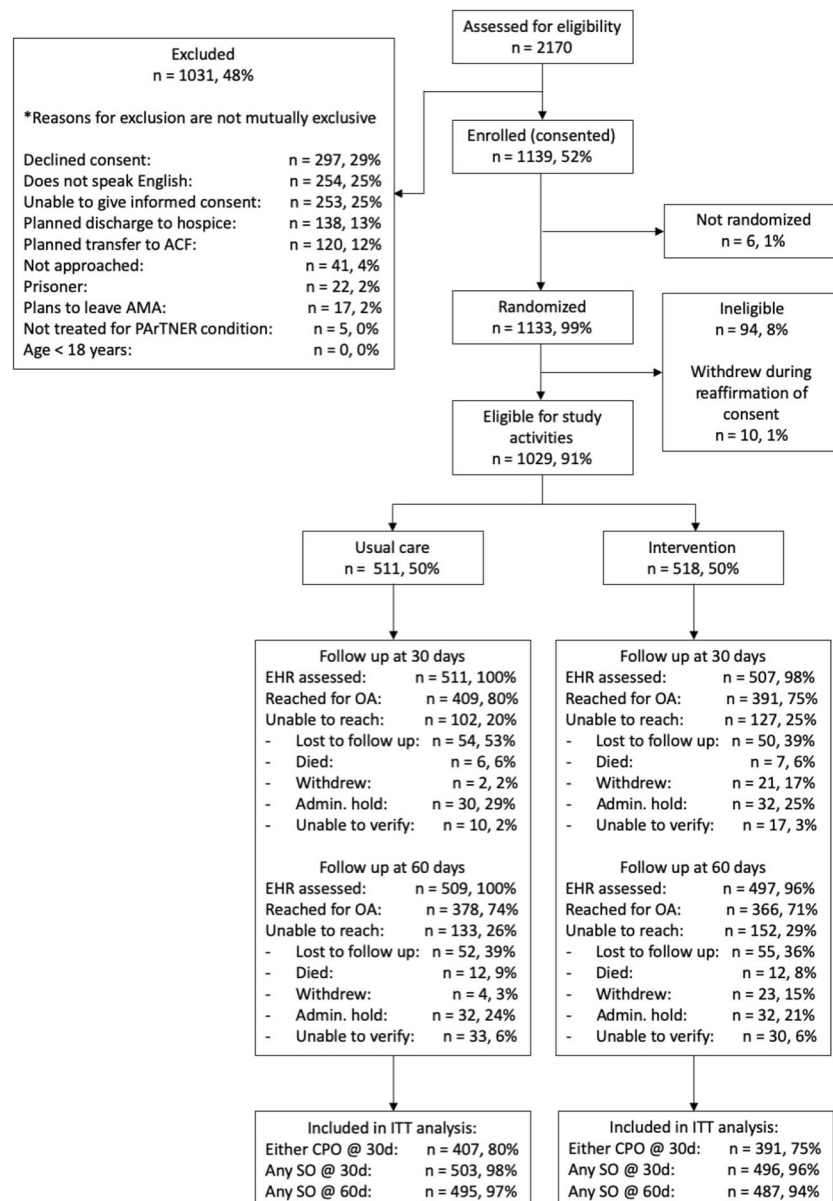 Assessed for eligibility
n = 2170
Excluded
n = 1031, 48%
*Reasons for exclusion are not mutually exclusive
Declined consent: n = 297, 29%
Does not speak English: n = 254, 25%
Unable to give informed consent: n = 253, 25%
Planned discharge to hospice: n = 138, 13%
Planned transfer to ACF: n = 120, 12%
Not approached: n = 41, 4%
Prisoner: n = 22, 2%
Plans to leave AMA: n = 17, 2%
Not treated for PArTNER condition: n = 5, 0%
Age < 18 years: n = 0, 0%
Enrolled (consented)
n = 1139, 52%
Not randomized
n = 6, 1%
Randomized
n = 1133, 99%
Ineligible
n = 94, 8%
Withdrew during
reaffirmation of
consent
n = 10, 1%
Eligible for study
activities
n = 1029, 91%
Usual care
n = 511, 50%
Intervention
n = 518, 50%
Follow up at 30 days
EHR assessed: n = 511, 100%
Reached for OA: n = 409, 80%
Unable to reach: n = 102, 20%
- Lost to follow up: n = 54, 53%
- Died: n = 6, 6%
- Withdrew: n = 2, 2%
- Admin. hold: n = 30, 29%
- Unable to verify: n = 10, 2%
Follow up at 60 days
EHR assessed: n = 509, 100%
Reached for OA: n = 378, 74%
Unable to reach: n = 133, 26%
- Lost to follow up: n = 52, 39%
- Died: n = 12, 9%
- Withdrew: n = 4, 3%
- Admin. hold: n = 32, 24%
- Unable to verify: n = 33, 6%
Follow up at 30 days
EHR assessed: n = 507, 98%
Reached for OA: n = 391, 75%
Unable to reach: n = 127, 25%
- Lost to follow up: n = 50, 39%
- Died: n = 7, 6%
- Withdrew: n = 21, 17%
- Admin. hold: n = 32, 25%
- Unable to verify: n = 17, 3%
Follow up at 60 days
EHR assessed: n = 497, 96%
Reached for OA: n = 366, 71%
Unable to reach: n = 152, 29%
- Lost to follow up: n = 55, 36%
- Died: n = 12, 8%
- Withdrew: n = 23, 15%
- Admin. hold: n = 32, 21%
- Unable to verify: n = 30, 6%
Included in ITT analysis:
Either CPO @ 30d: n = 407, 80%
Any SO @ 30d: n = 503, 98%
Any SO @ 60d: n = 495, 97%
Included in ITT analysis:
Either CPO @ 30d: n = 391, 75%
Any SO @ 30d: n = 496, 96%
Any SO @ 60d: n = 487, 94%